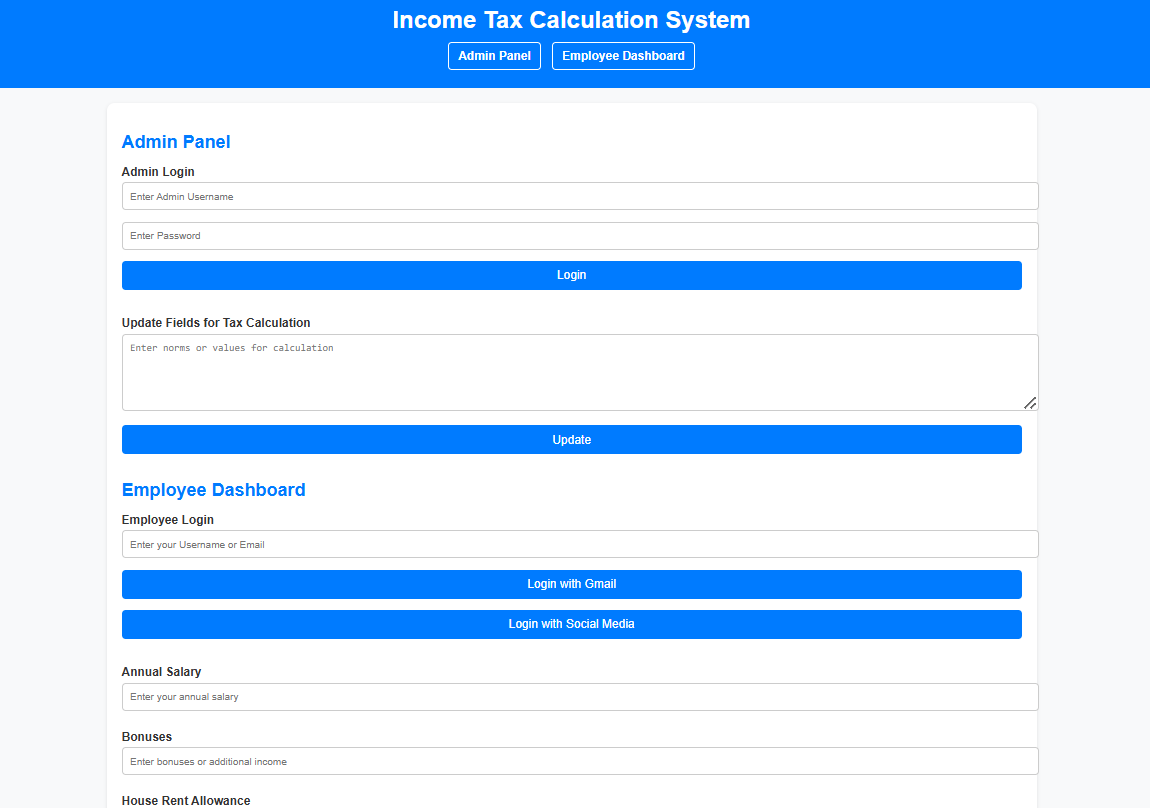 Income Tax Calculation System
Admin Panel Employee Dashboard
Admin Panel
Admin Login
Enter Admin Username
Enter Password
Login
Update Fields for Tax Calculation
Enter norms or values for calculation
Update
Employee Dashboard
Employee Login
Enter your Username or Email
Login with Gmail
Login with Social Media
Annual Salary
Enter your annual salary
Bonuses
Enter bonuses or additional income
House Rent Allowance